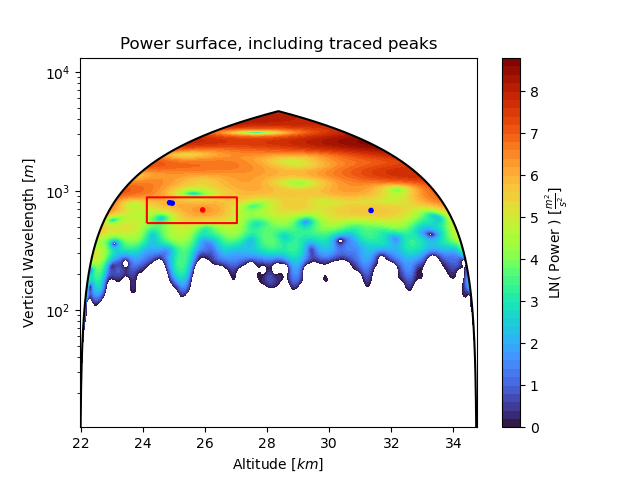 Power surface, including traced peaks
10⁴
10³
10²
Vertical Wavelength [m]
22 24 26 28 30 32 34
Altitude [km]
8
7
6
5
4
3
2
1
0
LN( Power ) [m²/s²]